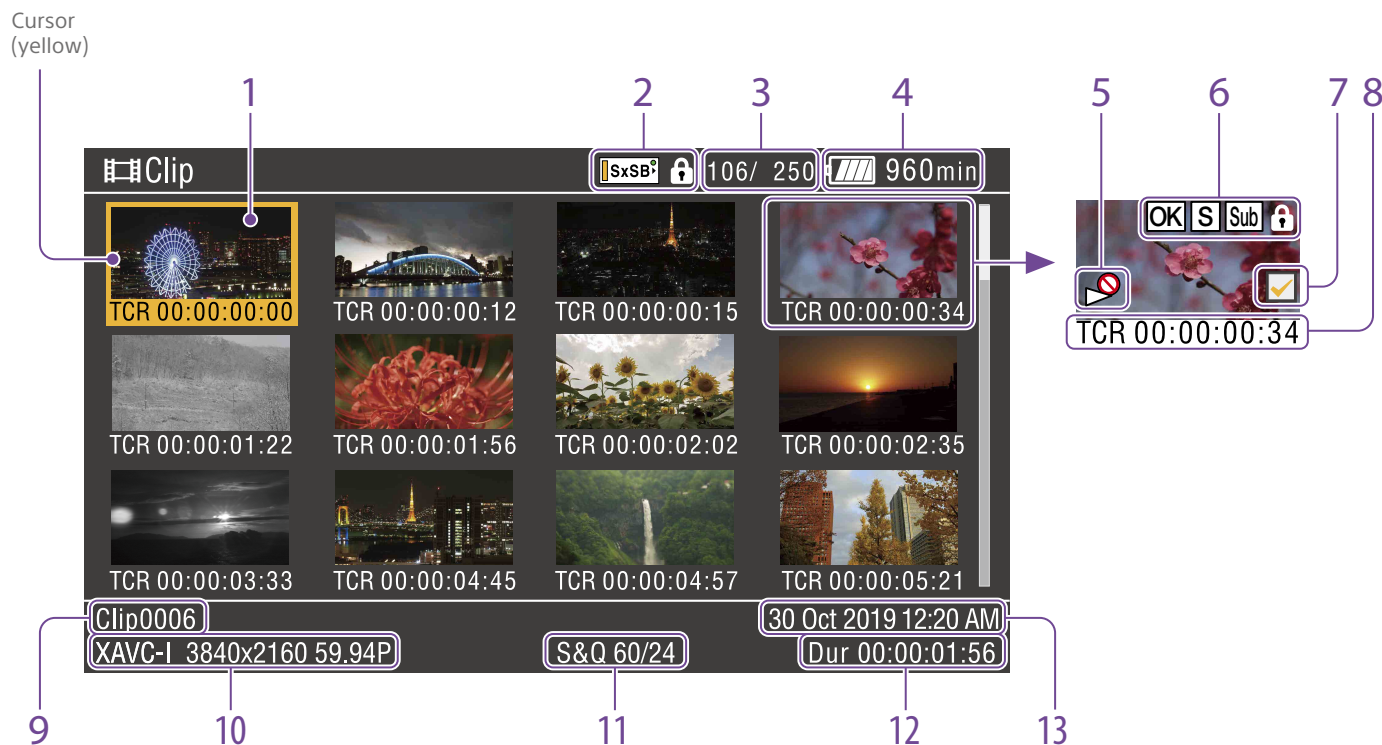 Cursor
(yellow)
1
2
3
4
5
6
7
8
Clip
SxSB
106/ 250
960min
OK S Sub
TCR 00:00:00:00
TCR 00:00:00:12
TCR 00:00:00:15
TCR 00:00:00:34
TCR 00:00:00:34
TCR 00:00:01:22
TCR 00:00:01:56
TCR 00:00:02:02
TCR 00:00:02:35
TCR 00:00:03:33
TCR 00:00:04:45
TCR 00:00:04:57
TCR 00:00:05:21
Clip0006
30 Oct 2019 12:20 AM
XAVC-I 3840x2160 59.94P
S&Q 60/24
Dur 00:00:01:56
9
10
11
12
13